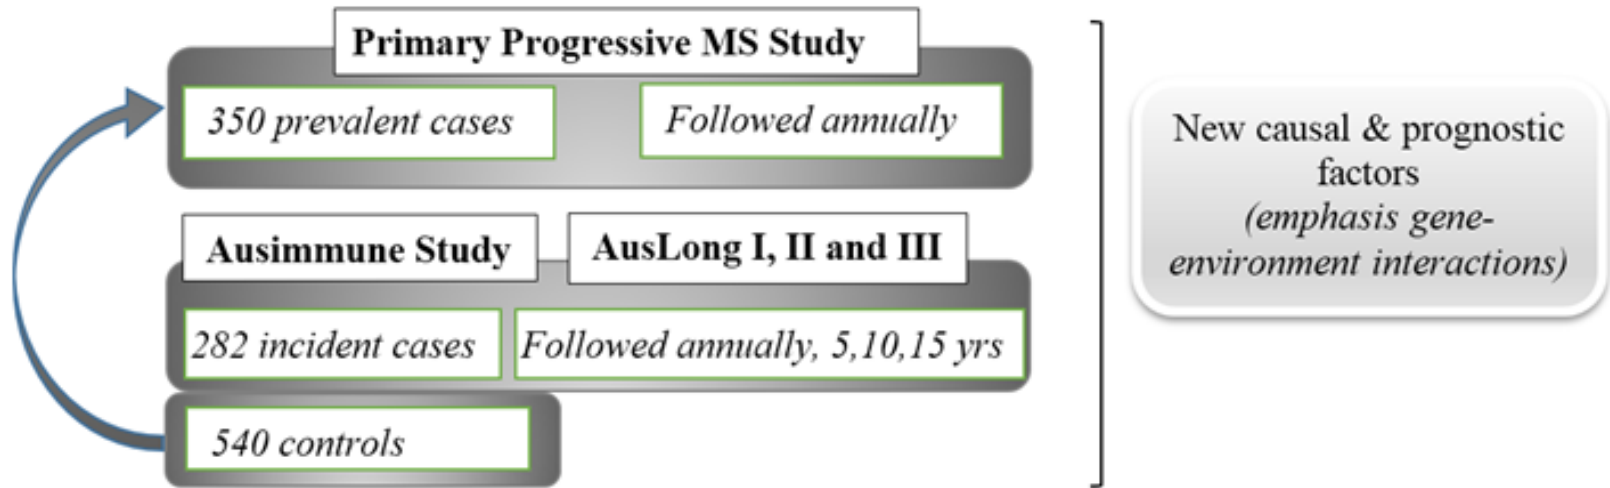 Primary Progressive MS Study
350 prevalent cases
Followed annually
Ausimmune Study
AusLong I, II and III
282 incident cases
Followed annually, 5,10,15 yrs
540 controls
New causal & prognostic
factors
(emphasis gene-
environment interactions)